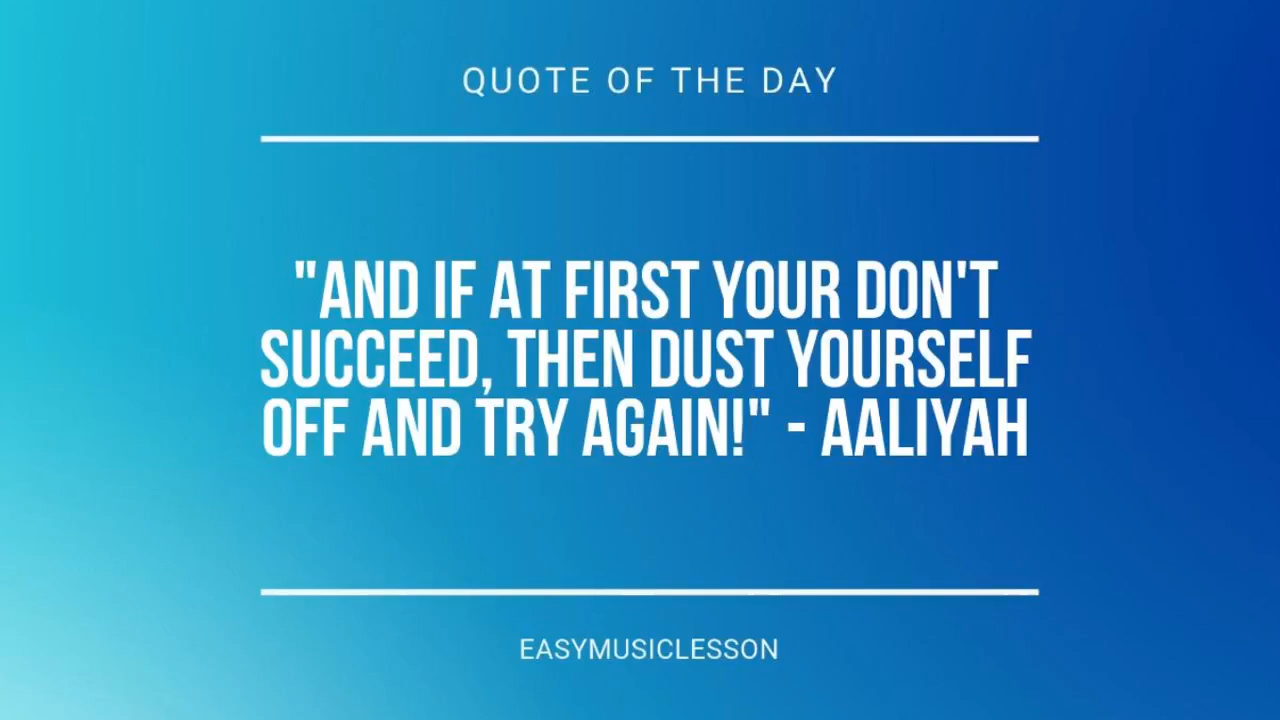 QUOTE OF THE DAY
"AND IF AT FIRST YOUR DON'T
SUCCEED, THEN DUST YOURSELF
OFF AND TRY AGAIN!" - AALIYAH
EASYMUSICLESSON